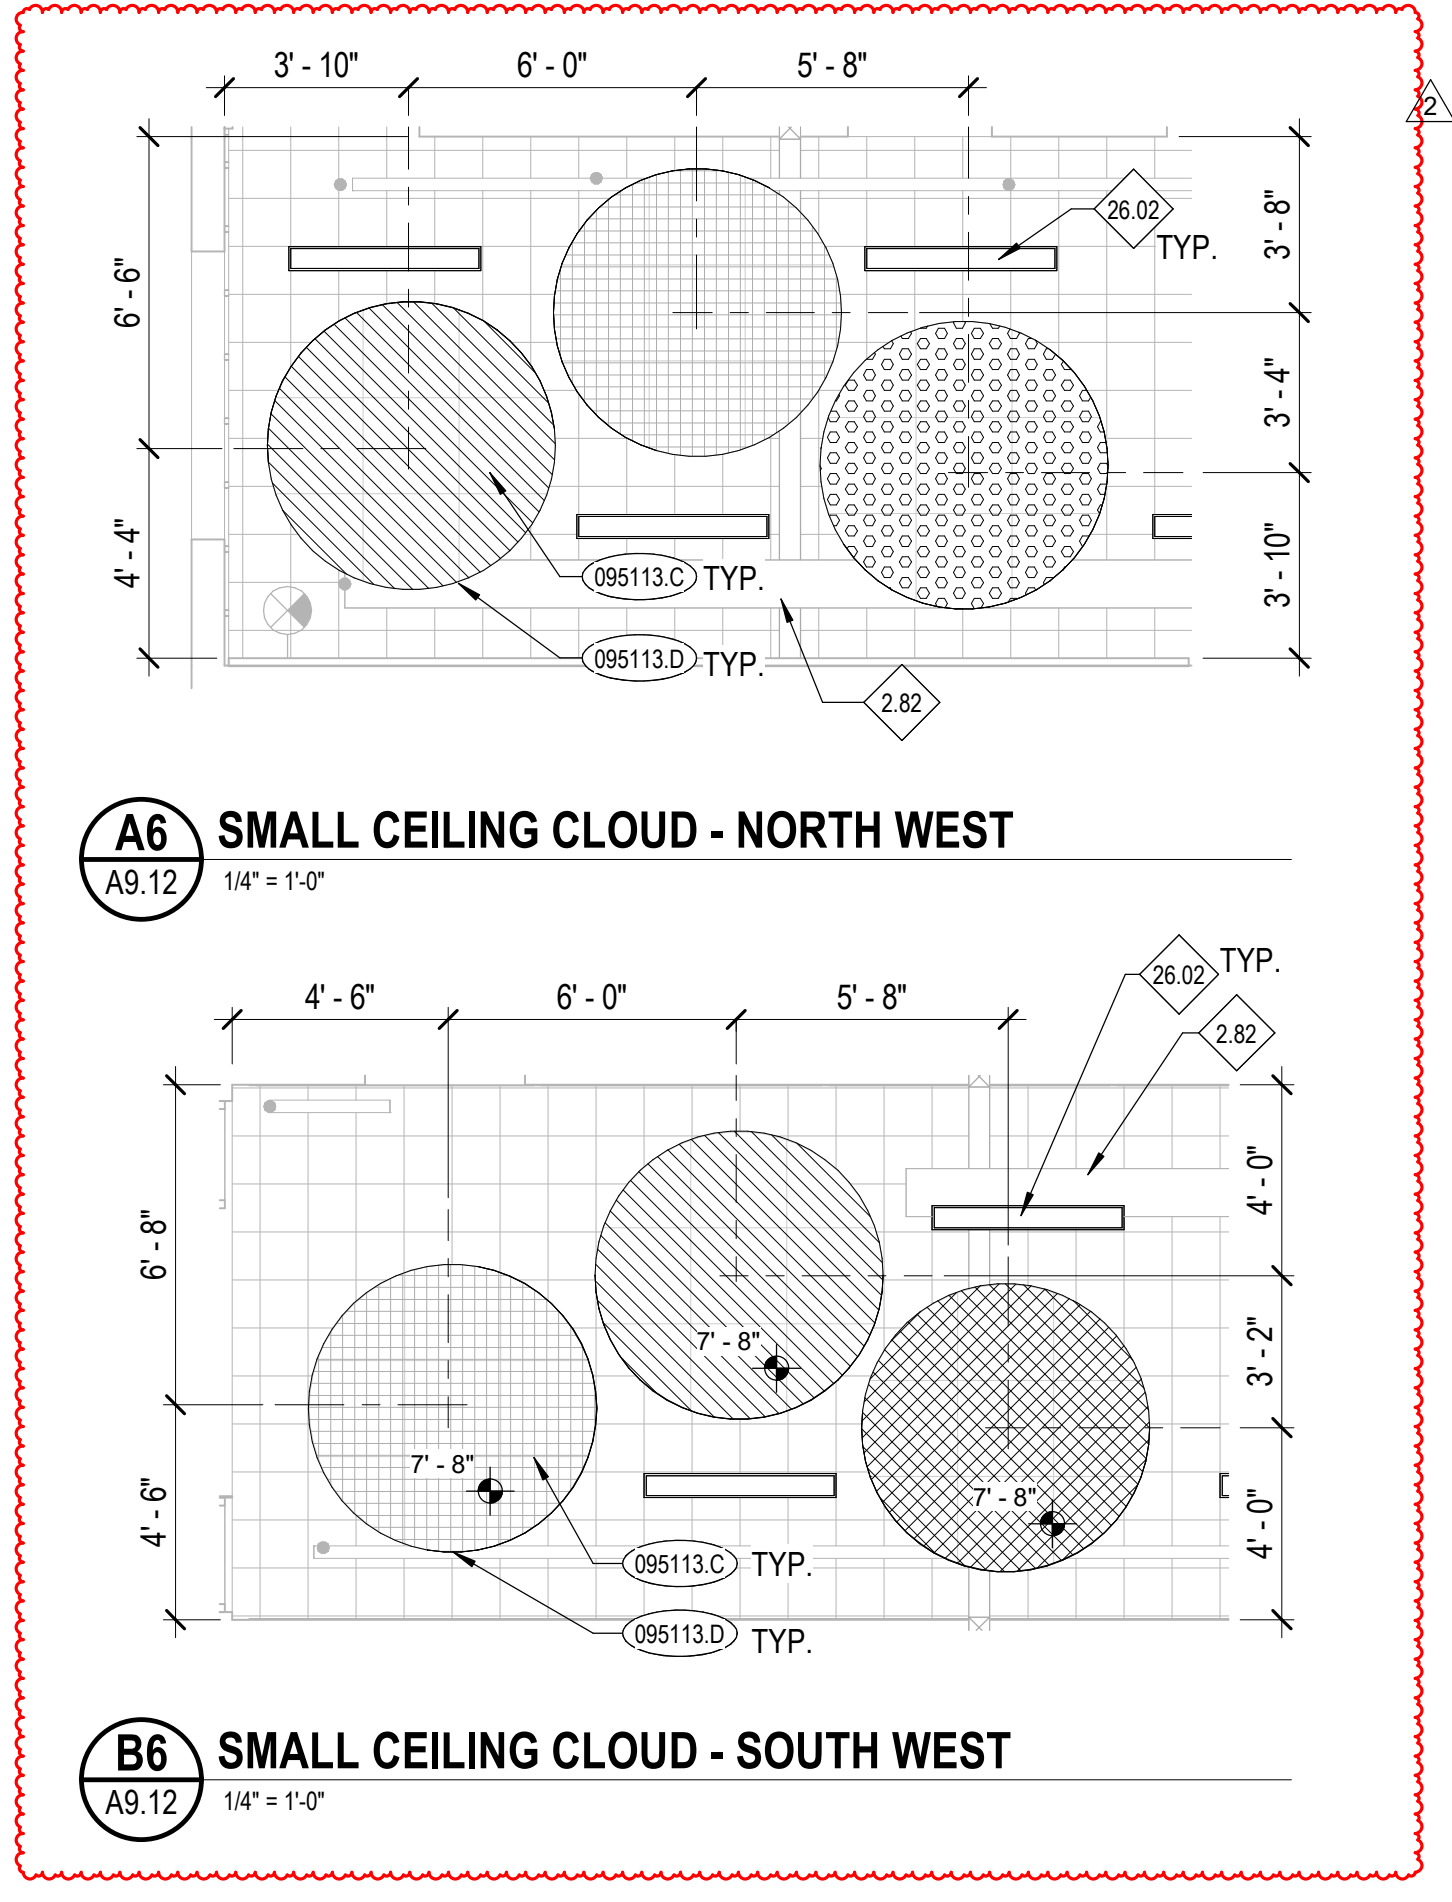 3' - 10" 6' - 0" 5' - 8"
2
26.02
TYP.
3' - 8"
6' - 6"
3' - 4"
4' - 4"
3' - 10"
095113.C TYP.
095113.D TYP.
2.82
A6 SMALL CEILING CLOUD - NORTH WEST
A9.12 1/4" = 1'-0"
26.02 TYP.
4' - 6" 6' - 0" 5' - 8"
2.82
4' - 0"
6' - 8"
7' - 8"
3' - 2"
7' - 8"
7' - 8"
4' - 6"
4' - 0"
095113.C TYP.
095113.D TYP.
B6 SMALL CEILING CLOUD - SOUTH WEST
A9.12 1/4" = 1'-0"